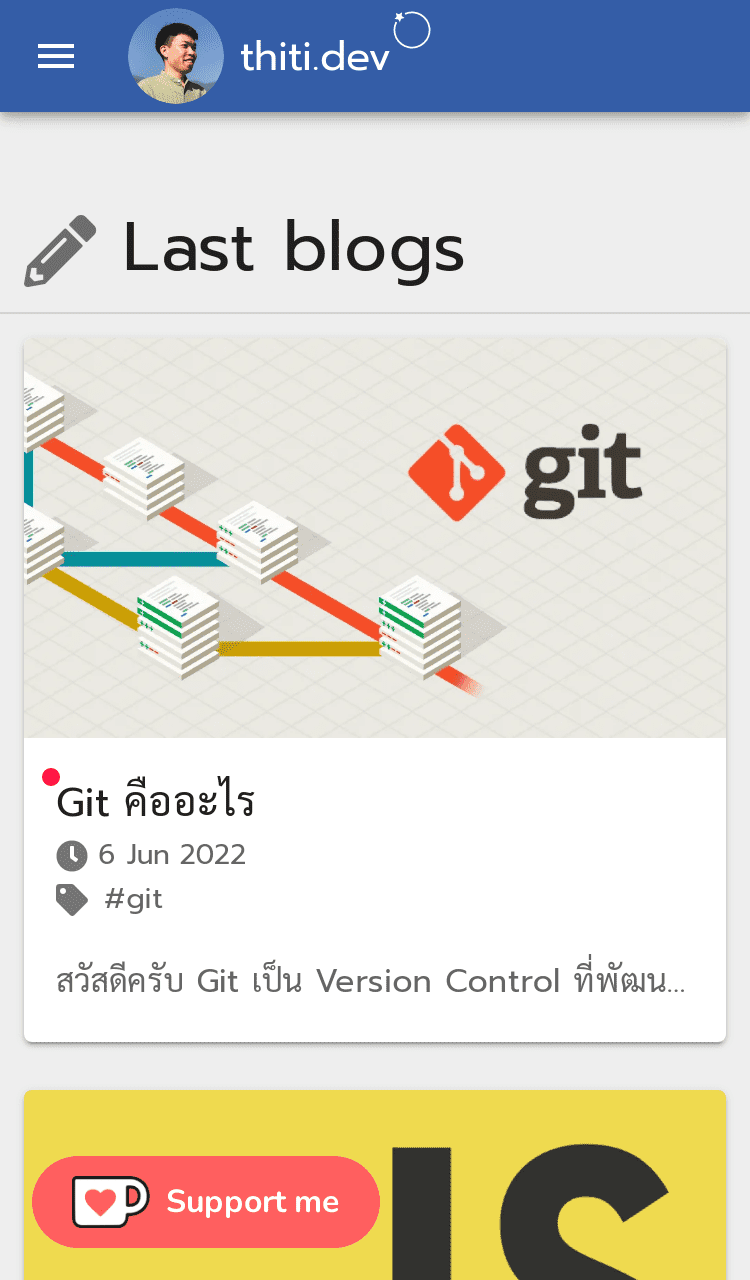 thiti.dev
Last blogs
git
Git คืออะไร
6 Jun 2022
#git
สวัสดีครับ Git เป็น Version Control ที่พัฒน...
JS
Support me